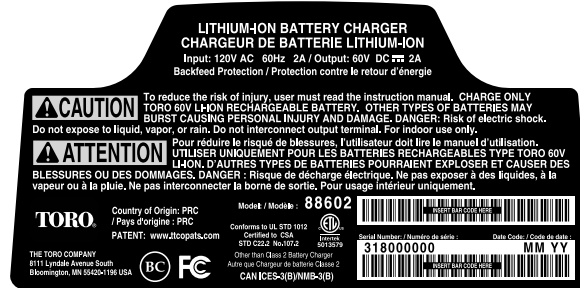 LITHIUM-ION BATTERY CHARGER
CHARGEUR DE BATTERIE LITHIUM-ION
Input: 120V AC 60Hz 2A / Output: 60V DC 2A
Backfeed Protection / Protection contre le retour d'énergie
CAUTION To reduce the risk of injury, user must read the instruction manual. CHARGE ONLY
TORO 60V LI-ION RECHARGEABLE BATTERY. OTHER TYPES OF BATTERIES MAY
BURST CAUSING PERSONAL INJURY AND DAMAGE. DANGER: Risk of electric shock.
Do not expose to liquid, vapor, or rain. Do not interconnect output terminal. For indoor use only.
ATTENTION Pour réduire le risqué de blessures, l'utilisateur doit lire le manuel d'utilisation.
UTILISER UNIQUEMENT POUR LES BATTERIES RECHARGEABLES TYPE TORO 60V
LI-ION. D'AUTRES TYPES DE BATTERIES POURRAIENT EXPLOSER ET CAUSER DES
BLESSURES OU DES DOMMAGES. DANGER : Risque de décharge électrique. Ne pas exposer à des liquides, à la
vapeur ou à la pluie. Ne pas interconnecter la borne de sortie. Pour usage intérieur uniquement.
TORO.
Country of Origin: PRC
/ Pays d'origine : PRC
PATENT: www.ttcopats.com
THE TORO COMPANY
8111 Lyndale Avenue South
Bloomington, MN 55420-1196 USA
BC
FC
Model: / Modèle : 88602
Conforms to UL STD 1012
Certified to CSA
STD C22.2 No.107.2
ETL
Intertek
5013579
Other than Class 2 Battery Charger
Autre que Chargeur de batterie Classe 2
CAN ICES-3(B)/NMB-3(B)
INSERT BAR CODE HERE
Serial Number: / Numéro de série : Date Code: / Code de date :
318000000 MM YY
INSERT BAR CODE HERE